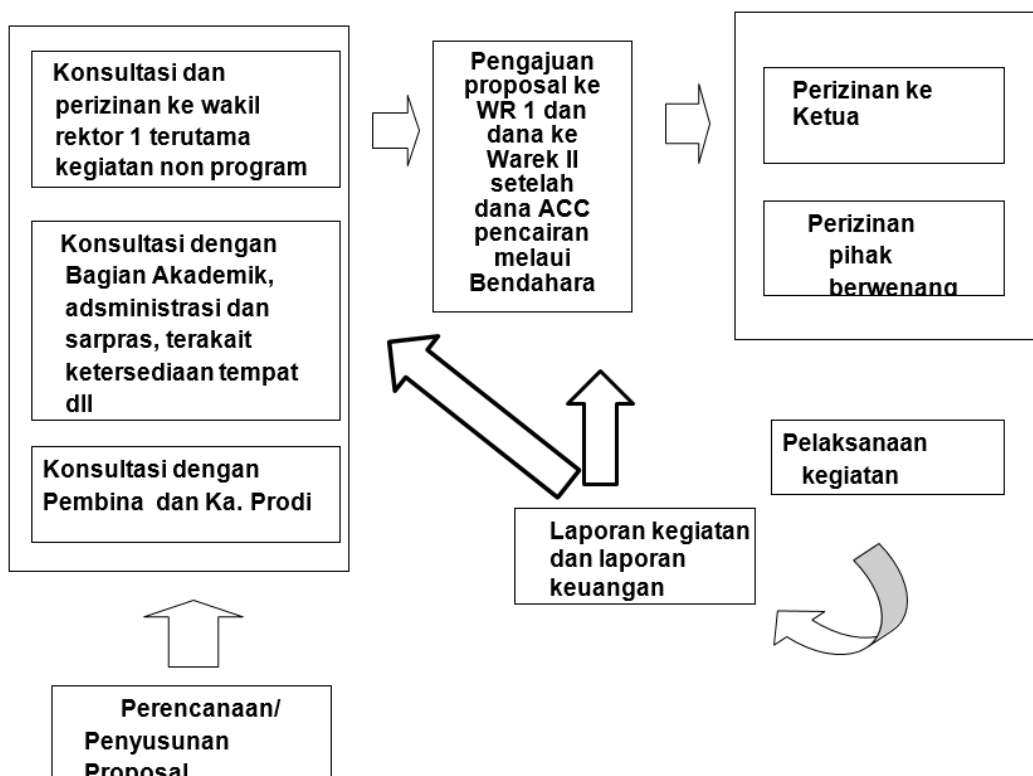 Konsultasi dan
perizinan ke wakil
rektor 1 terutama
kegiatan non program
Konsultasi dengan
Bagian Akademik,
adsministrasi dan
sarpras, terakait
ketersediaan tempat
dll
Konsultasi dengan
Pembina dan Ka. Prodi
Perencanaan/
Penyusunan
Proposal
Pengajuan
proposal ke
WR 1 dan
dana ke
Warek II
setelah
dana ACC
pencairan
melaui
Bendahara
Perizinan ke
Ketua
Perizinan
pihak
berwenang
Pelaksanaan
kegiatan
Laporan kegiatan
dan laporan
keuangan